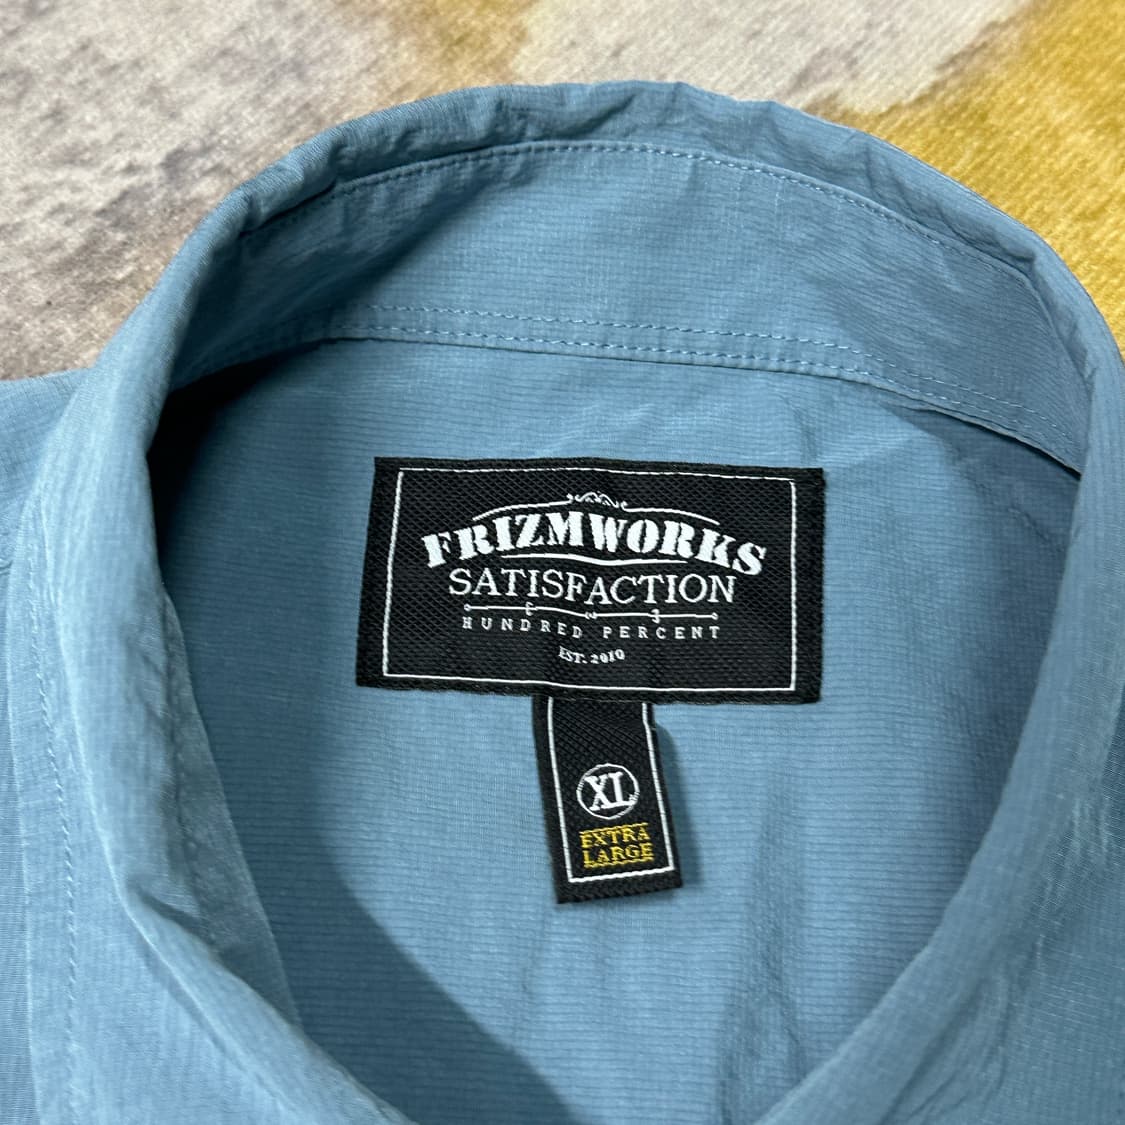 FRIZMWORKS
SATISFACTION
HUNDRED PERCENT
EST. 2010
XL
EXTRA
LARGE